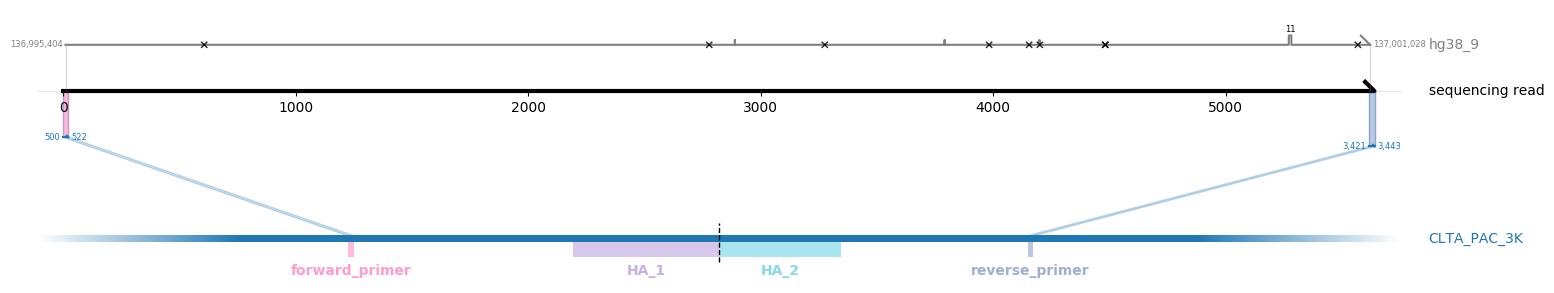 11
136,995,404 137,001,028 hg38_9
sequencing read
0 1000 2000 3000 4000 5000
500 522 3,421 3,443
CLTA_PAC_3K
forward_primer HA_1 HA_2 reverse_primer